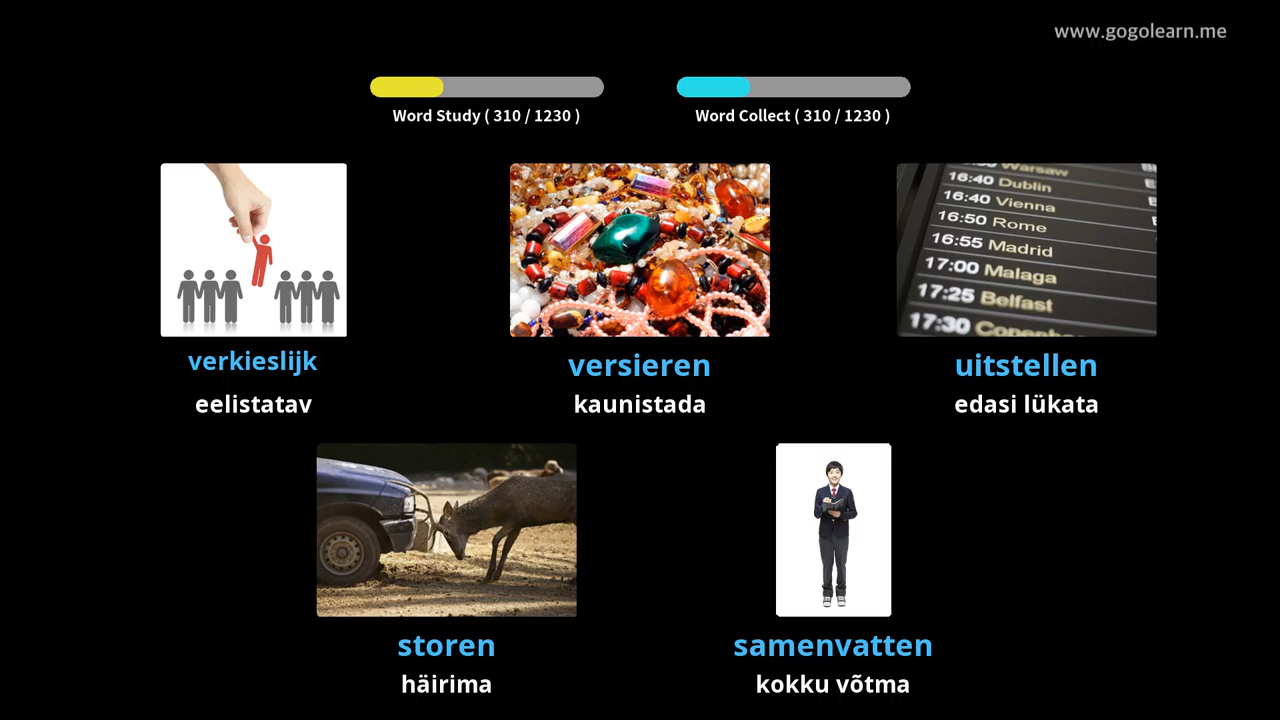 www.gogolearn.me
Word Study ( 310 / 1230 )
Word Collect ( 310 / 1230 )
Warsaw
16:40 Dublin
16:40 Vienna
16:50 Rome
16:55 Madrid
17:00 Malaga
17:25 Belfast
17:30
verkieslijk
eelistatav
versieren
kaunistada
uitstellen
edasi lükata
storen
häirima
samenvatten
kokku võtma